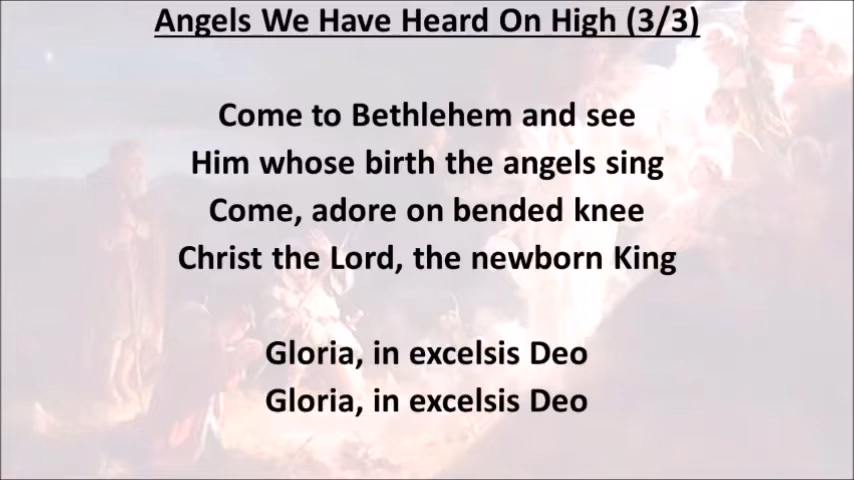 Angels We Have Heard On High (3/3)
Come to Bethlehem and see
Him whose birth the angels sing
Come, adore on bended knee
Christ the Lord, the newborn King
Gloria, in excelsis Deo
Gloria, in excelsis Deo